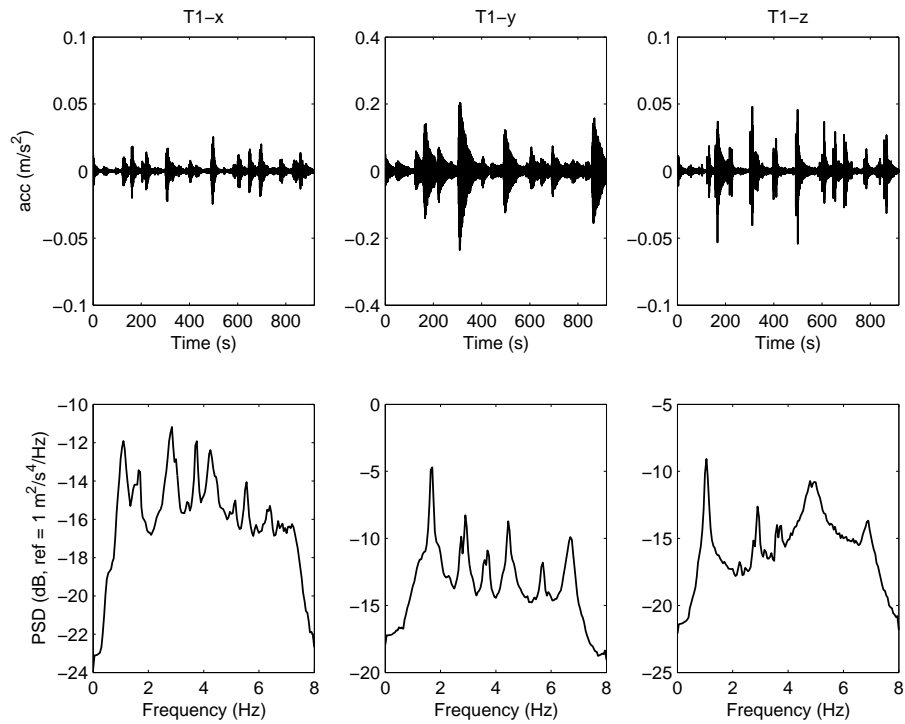 T1−x
T1−y
T1−z
0.1
0.05
0
−0.05
−0.1
acc (m/s²)
0 200 400 600 800
Time (s)
0.4
0.2
0
−0.2
−0.4
0 200 400 600 800
Time (s)
0.1
0.05
0
−0.05
−0.1
0 200 400 600 800
Time (s)
−10
−12
−14
−16
−18
−20
−22
−24
PSD (dB, ref = 1 m²/s⁴/Hz)
0 2 4 6 8
Frequency (Hz)
0
−5
−10
−15
−20
0 2 4 6 8
Frequency (Hz)
−5
−10
−15
−20
−25
0 2 4 6 8
Frequency (Hz)